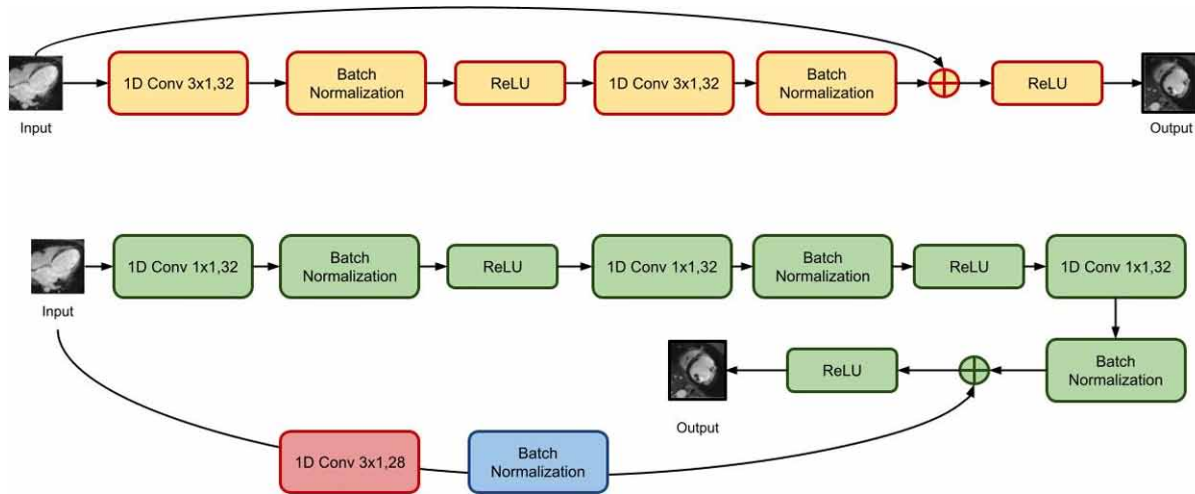 1D Conv 3x1,32
Batch
Normalization
ReLU
1D Conv 3x1,32
Batch
Normalization
ReLU
Input
Output
1D Conv 1x1,32
Batch
Normalization
ReLU
1D Conv 1x1,32
Batch
Normalization
ReLU
1D Conv 1x1,32
Input
Batch
Normalization
ReLU
Output
1D Conv 3x1,28
Batch
Normalization